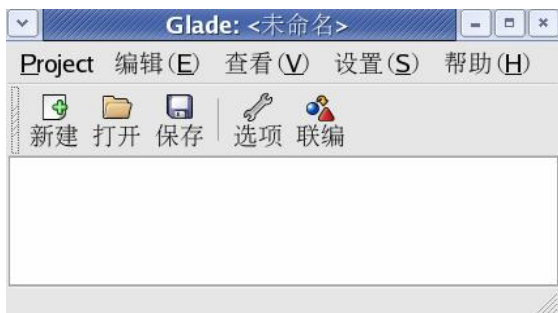 Glade: <未命名>
Project 编辑(E) 查看(V) 设置(S) 帮助(H)
新建 打开 保存 选项 联编